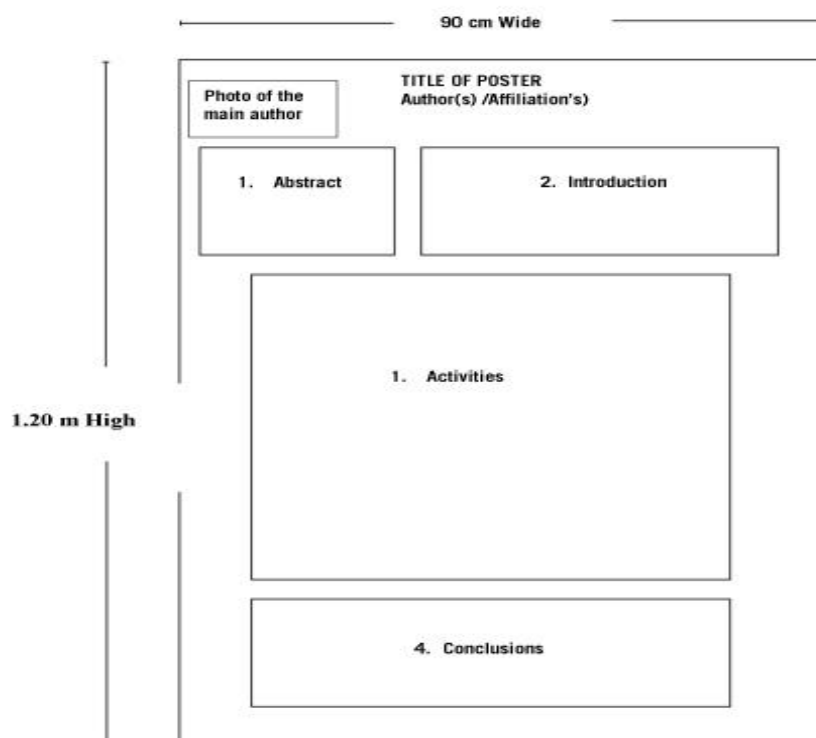 90 cm Wide
TITLE OF POSTER
Author(s) /Affiliation's)
Photo of the
main author
1. Abstract
2. Introduction
1. Activities
1.20 m High
4. Conclusions